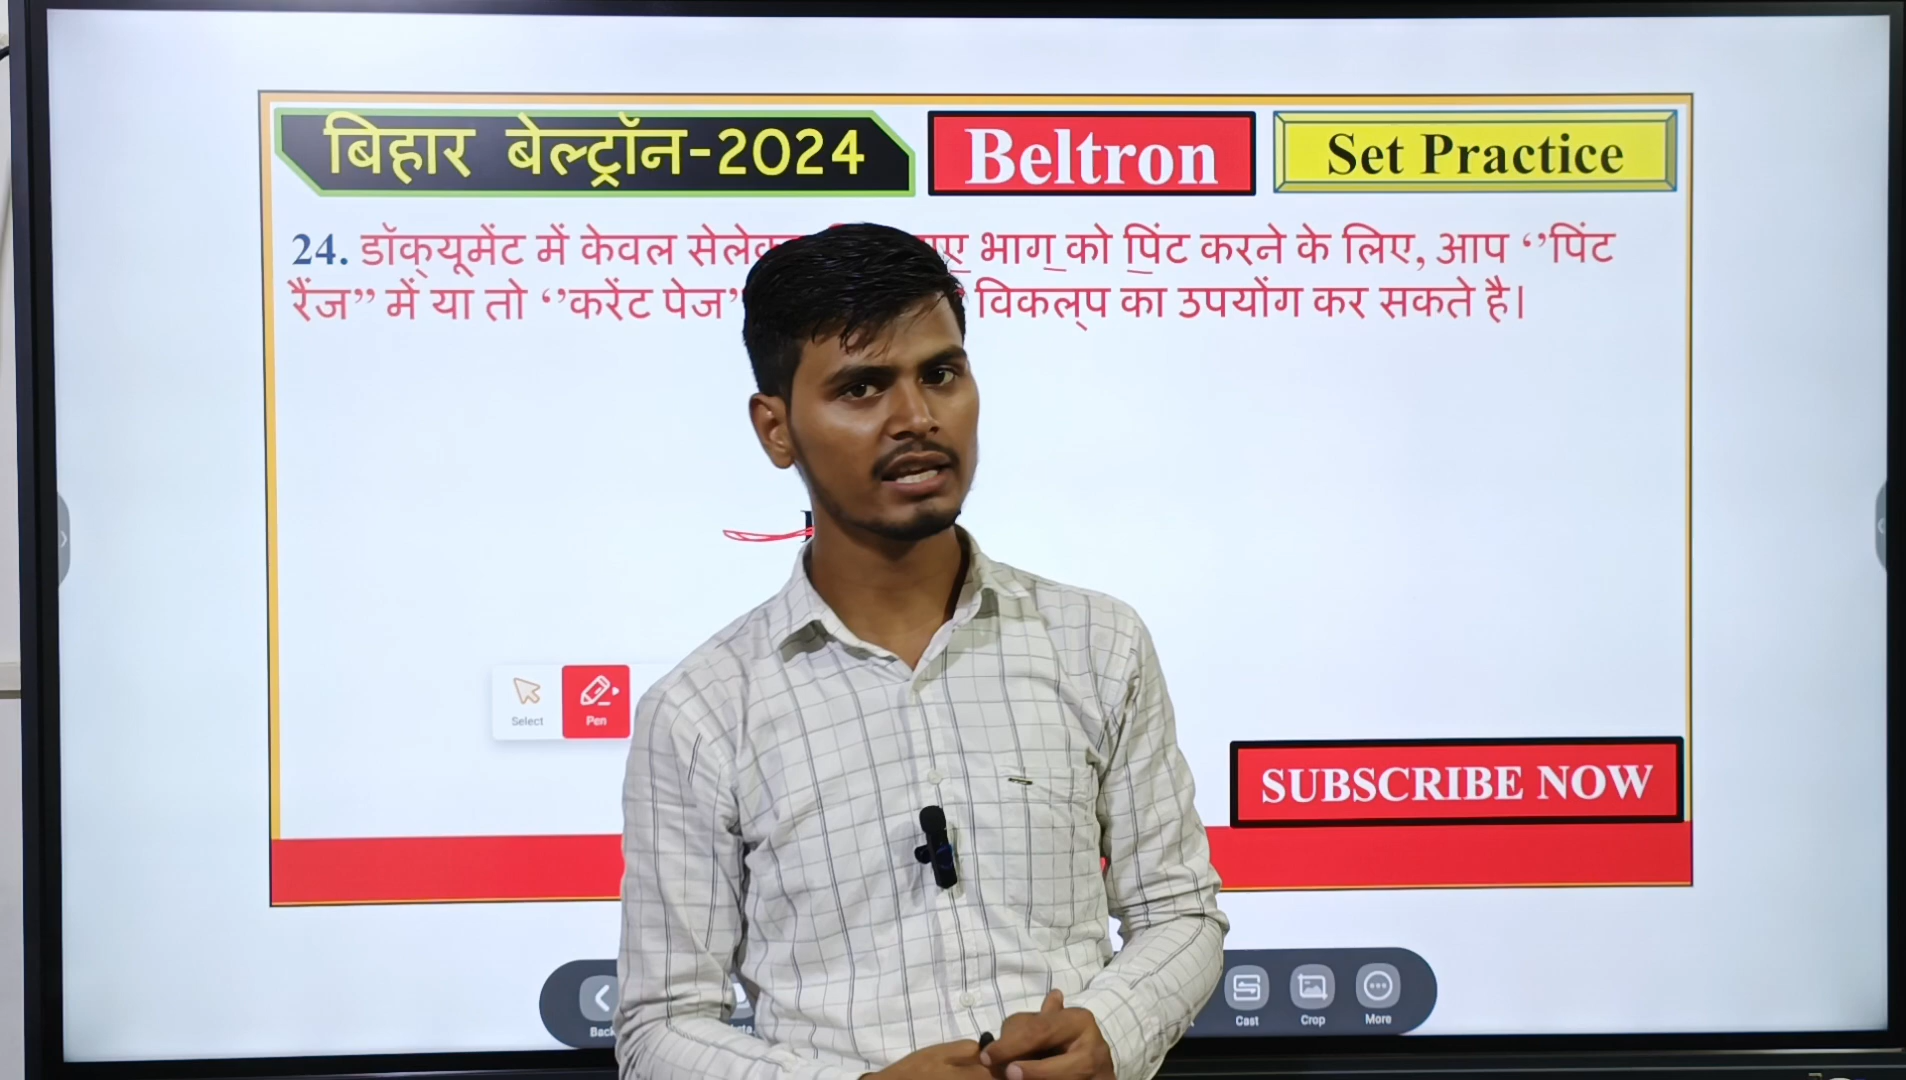 बिहार बेल्ट्रॉन-2024
Beltron
Set Practice
24. डॉक्यूमेंट में केवल भाग को पिंट करने के लिए, आप ‘’पिंट
रैंज’’ में या तो ‘’करेंट पेज’’ विकल्प का उपयोंग कर सकते है।
Select
Pen
SUBSCRIBE NOW
Back
Cast
Crop
More